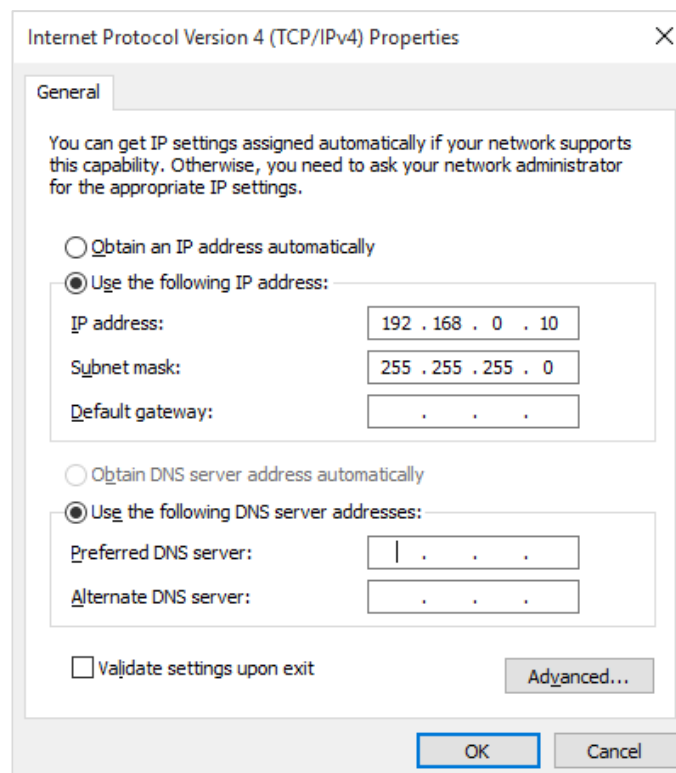 Internet Protocol Version 4 (TCP/IPv4) Properties
General
You can get IP settings assigned automatically if your network supports
this capability. Otherwise, you need to ask your network administrator
for the appropriate IP settings.
Obtain an IP address automatically
Use the following IP address:
IP address: 192 . 168 . 0 . 10
Subnet mask: 255 . 255 . 255 . 0
Default gateway: . . .
Obtain DNS server address automatically
Use the following DNS server addresses:
Preferred DNS server: . . .
Alternate DNS server: . . .
Validate settings upon exit
Advanced...
OK Cancel